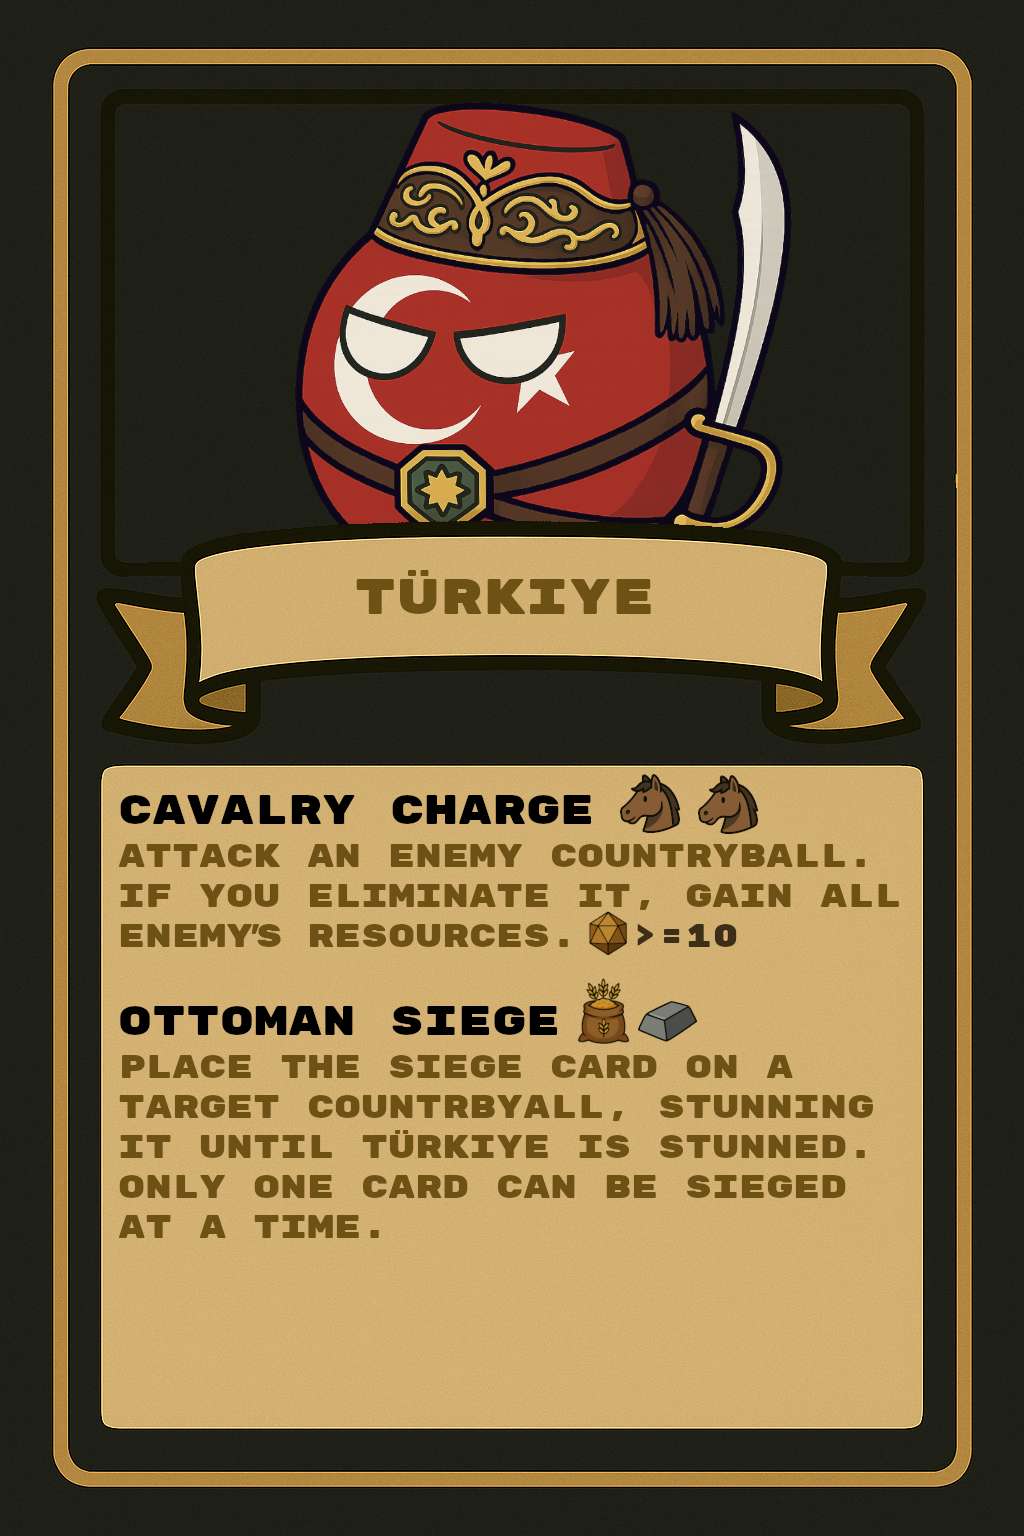 TÜRKIYE
CAVALRY CHARGE
ATTACK AN ENEMY COUNTRYBALL.
IF YOU ELIMINATE IT, GAIN ALL
ENEMY'S RESOURCES. >=10
OTTOMAN SIEGE
PLACE THE SIEGE CARD ON A
TARGET COUNTRBYALL, STUNNING
IT UNTIL TÜRKIYE IS STUNNED.
ONLY ONE CARD CAN BE SIEGED
AT A TIME.